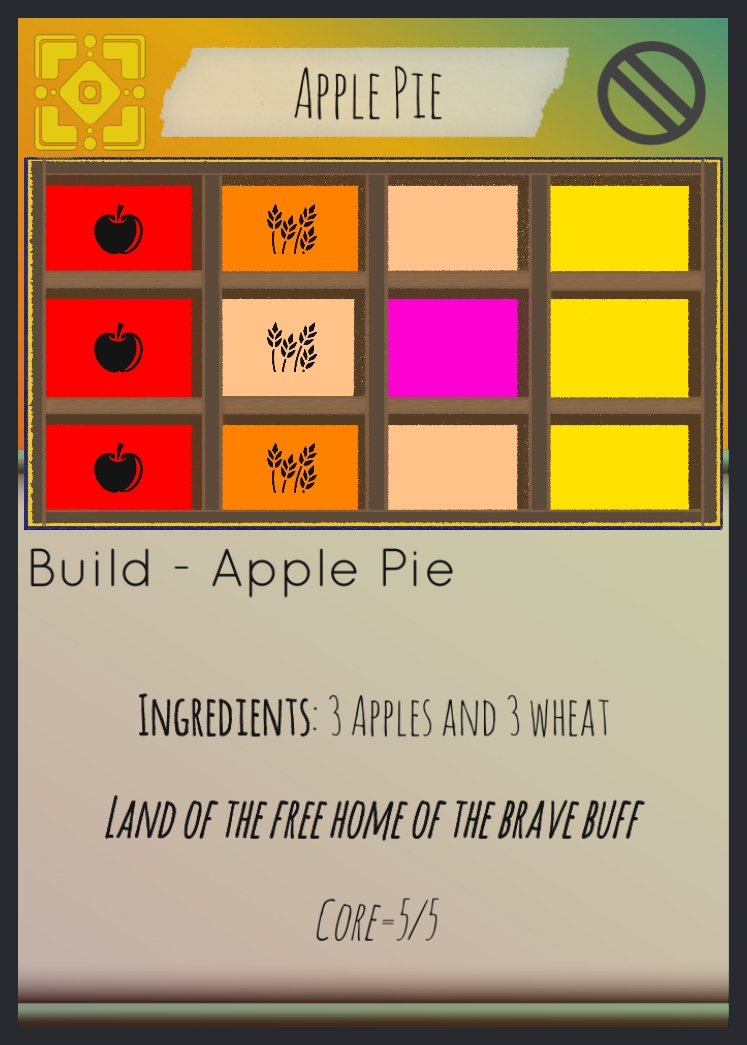 Apple Pie
Build - Apple Pie
Ingredients: 3 Apples and 3 wheat
Land of the free home of the brave buff
Core=5/5